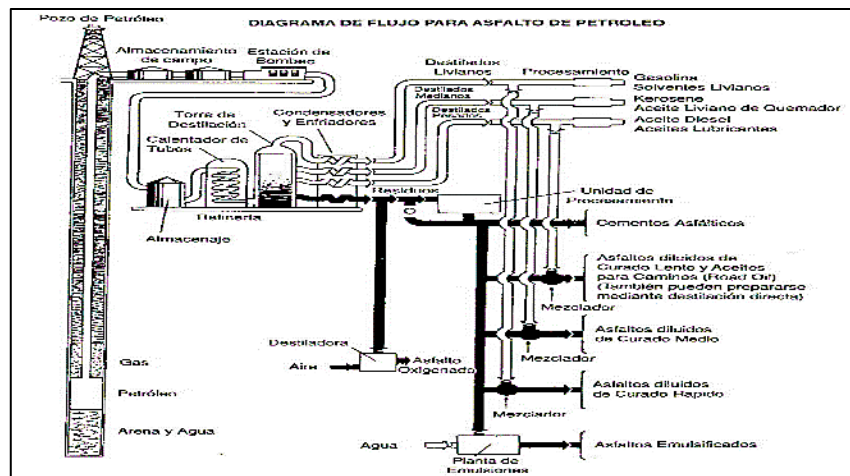 DIAGRAMA DE FLUJO PARA ASFALTO DE PETROLEO
Pozo de Petróleo
Almacenamiento
de campo
Estación de
Bombeo
Destilados
Livianos
Procesamiento
Gasolina
Solventes Livianos
Destilados
Medianos
Kerosene
Aceite Liviano de Quemador
Destilados
Pesados
Aceite Diesel
Aceites Lubricantes
Torre de
Destilación
Condensadores
y Enfriadores
Calentador de
Tubos
Residuos
Unidad de
Procesamiento
Refinería
Almacenaje
Cementos Asfálticos
Asfaltos diluidos de
Curado Lento y Aceites
para Caminos (Road Oil)
(También pueden prepararse
mediante destilación directa)
Mezclador
Asfaltos diluidos
de Curado Medio
Mezclador
Destiladora
Aire
Asfalto
Oxigenado
Asfaltos diluidos
de Curado Rapido
Mezclador
Gas
Petróleo
Arena y Agua
Agua
Planta de
Emulsiones
Asfaltos Emulsificados